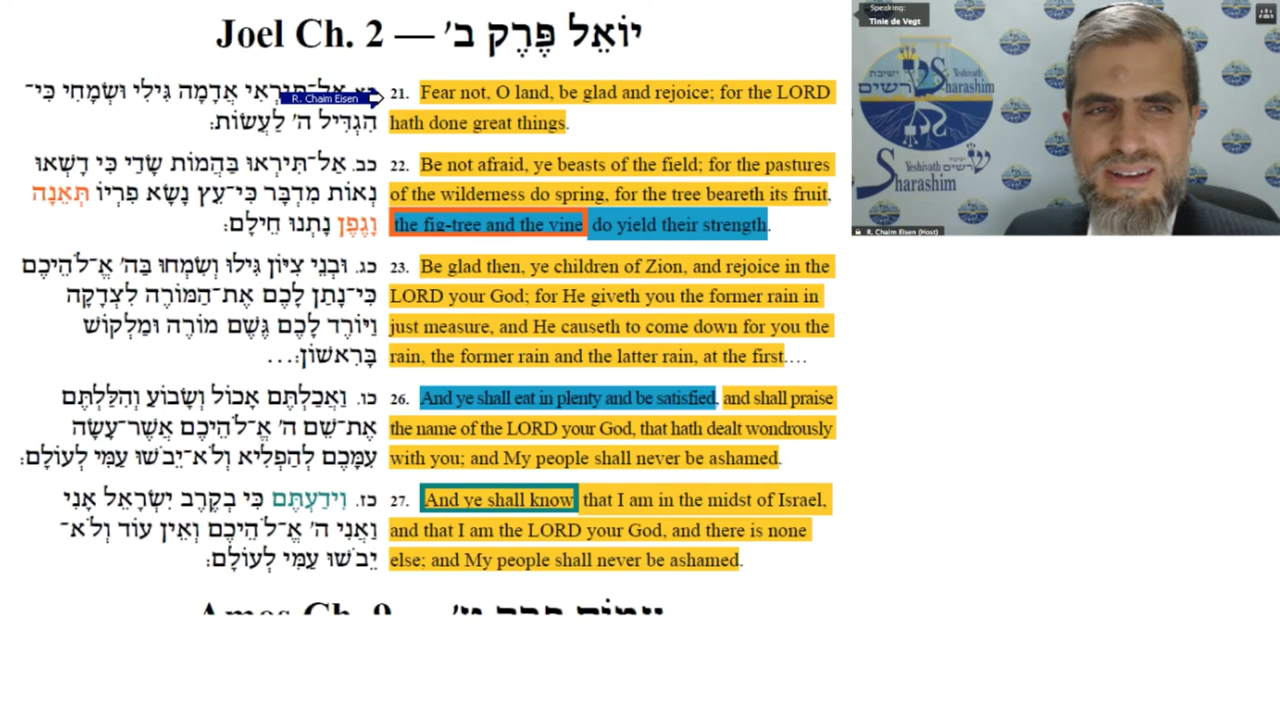 Joel Ch. 2 — יוֹאֵל פֶּרֶק ב׳
אֲדָמָה גִּילִי וּשְׂמָחִי כִּי־
הִגְדִּיל ה׳ לַעֲשׂוֹת:
R. Chaim Eisen
21. Fear not, O land, be glad and rejoice; for the LORD
hath done great things.
כב. אַל־תִּירְאוּ בַּהֲמוֹת שָׂדַי כִּי דָשְׁאוּ
נְאוֹת מִדְבָּר כִּי־עֵץ נָשָׂא פִרְיוֹ תְּאֵנָה
וָגֶפֶן נָתְנוּ חֵילָם:
22. Be not afraid, ye beasts of the field; for the pastures
of the wilderness do spring, for the tree beareth its fruit,
the fig-tree and the vine do yield their strength.
כג. וּבְנֵי צִיּוֹן גִּילוּ וְשִׂמְחוּ בַּה׳ אֱ־לֹהֵיכֶם
כִּי־נָתַן לָכֶם אֶת־הַמּוֹרֶה לִצְדָקָה
וַיּוֹרֶד לָכֶם גֶּשֶׁם מוֹרֶה וּמַלְקוֹשׁ
בָּרִאשׁוֹן:…
23. Be glad then, ye children of Zion, and rejoice in the
LORD your God; for He giveth you the former rain in
just measure, and He causeth to come down for you the
rain, the former rain and the latter rain, at the first….
כו. וַאֲכַלְתֶּם אָכוֹל וְשָׂבוֹעַ וְהִלַּלְתֶּם
אֶת־שֵׁם ה׳ אֱ־לֹהֵיכֶם אֲשֶׁר־עָשָׂה
עִמָּכֶם לְהַפְלִיא וְלֹא־יֵבֹשׁוּ עַמִּי לְעוֹלָם:
26. And ye shall eat in plenty and be satisfied, and shall praise
the name of the LORD your God, that hath dealt wondrously
with you; and My people shall never be ashamed.
כז. וִידַעְתֶּם כִּי בְקֶרֶב יִשְׂרָאֵל אָנִי
וַאֲנִי ה׳ אֱ־לֹהֵיכֶם וְאֵין עוֹד וְלֹא־
יֵבֹשׁוּ עַמִּי לְעוֹלָם:
27. And ye shall know that I am in the midst of Israel,
and that I am the LORD your God, and there is none
else; and My people shall never be ashamed.
Speaking:
Tinie de Vegt
ישיבת
שרשים
Yeshivath
Sharashim
Yeshivath
Sharashim
R. Chaim Eisen (Host)